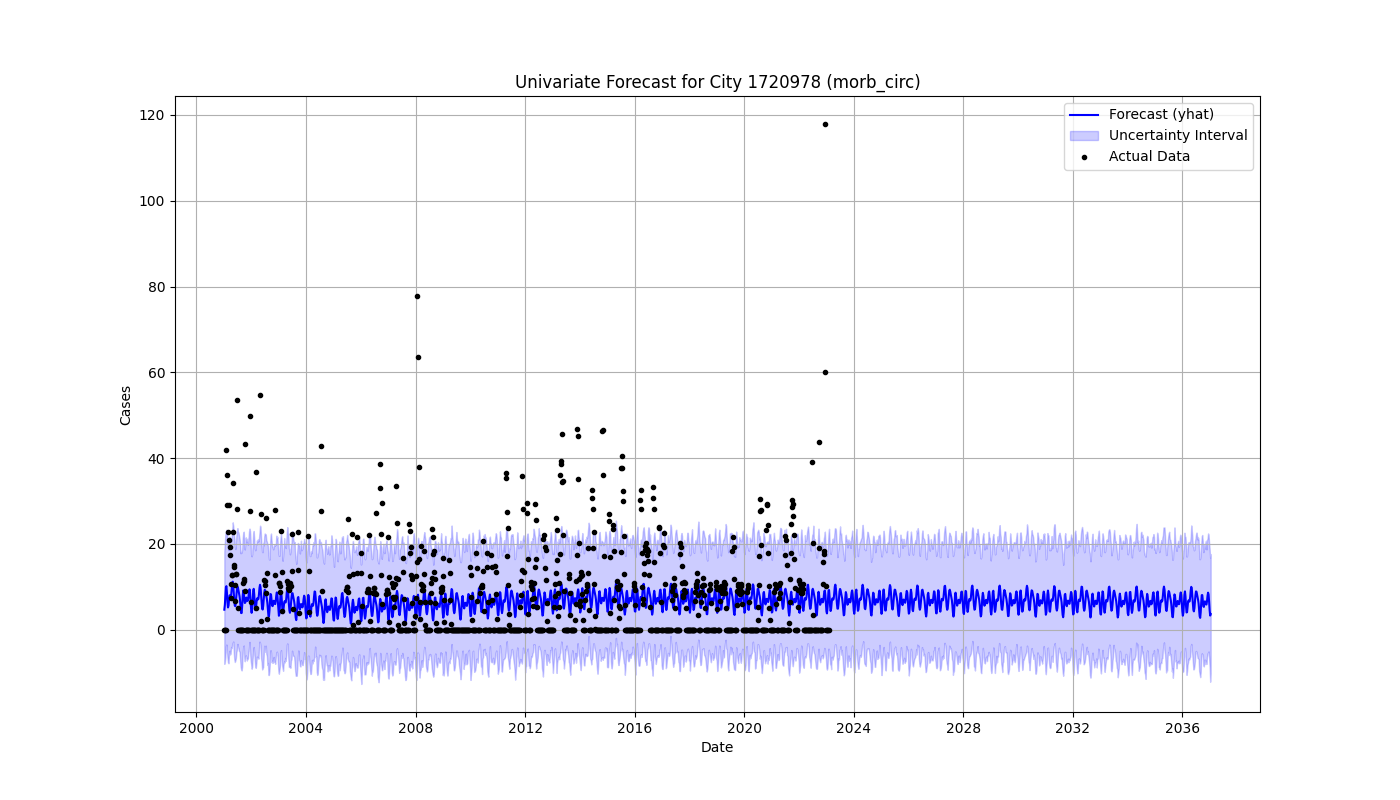 Univariate Forecast for City 1720978 (morb_circ)
Forecast (yhat)
Uncertainty Interval
Actual Data
120
100
80
60
40
20
0
Cases
2000 2004 2008 2012 2016 2020 2024 2028 2032 2036
Date